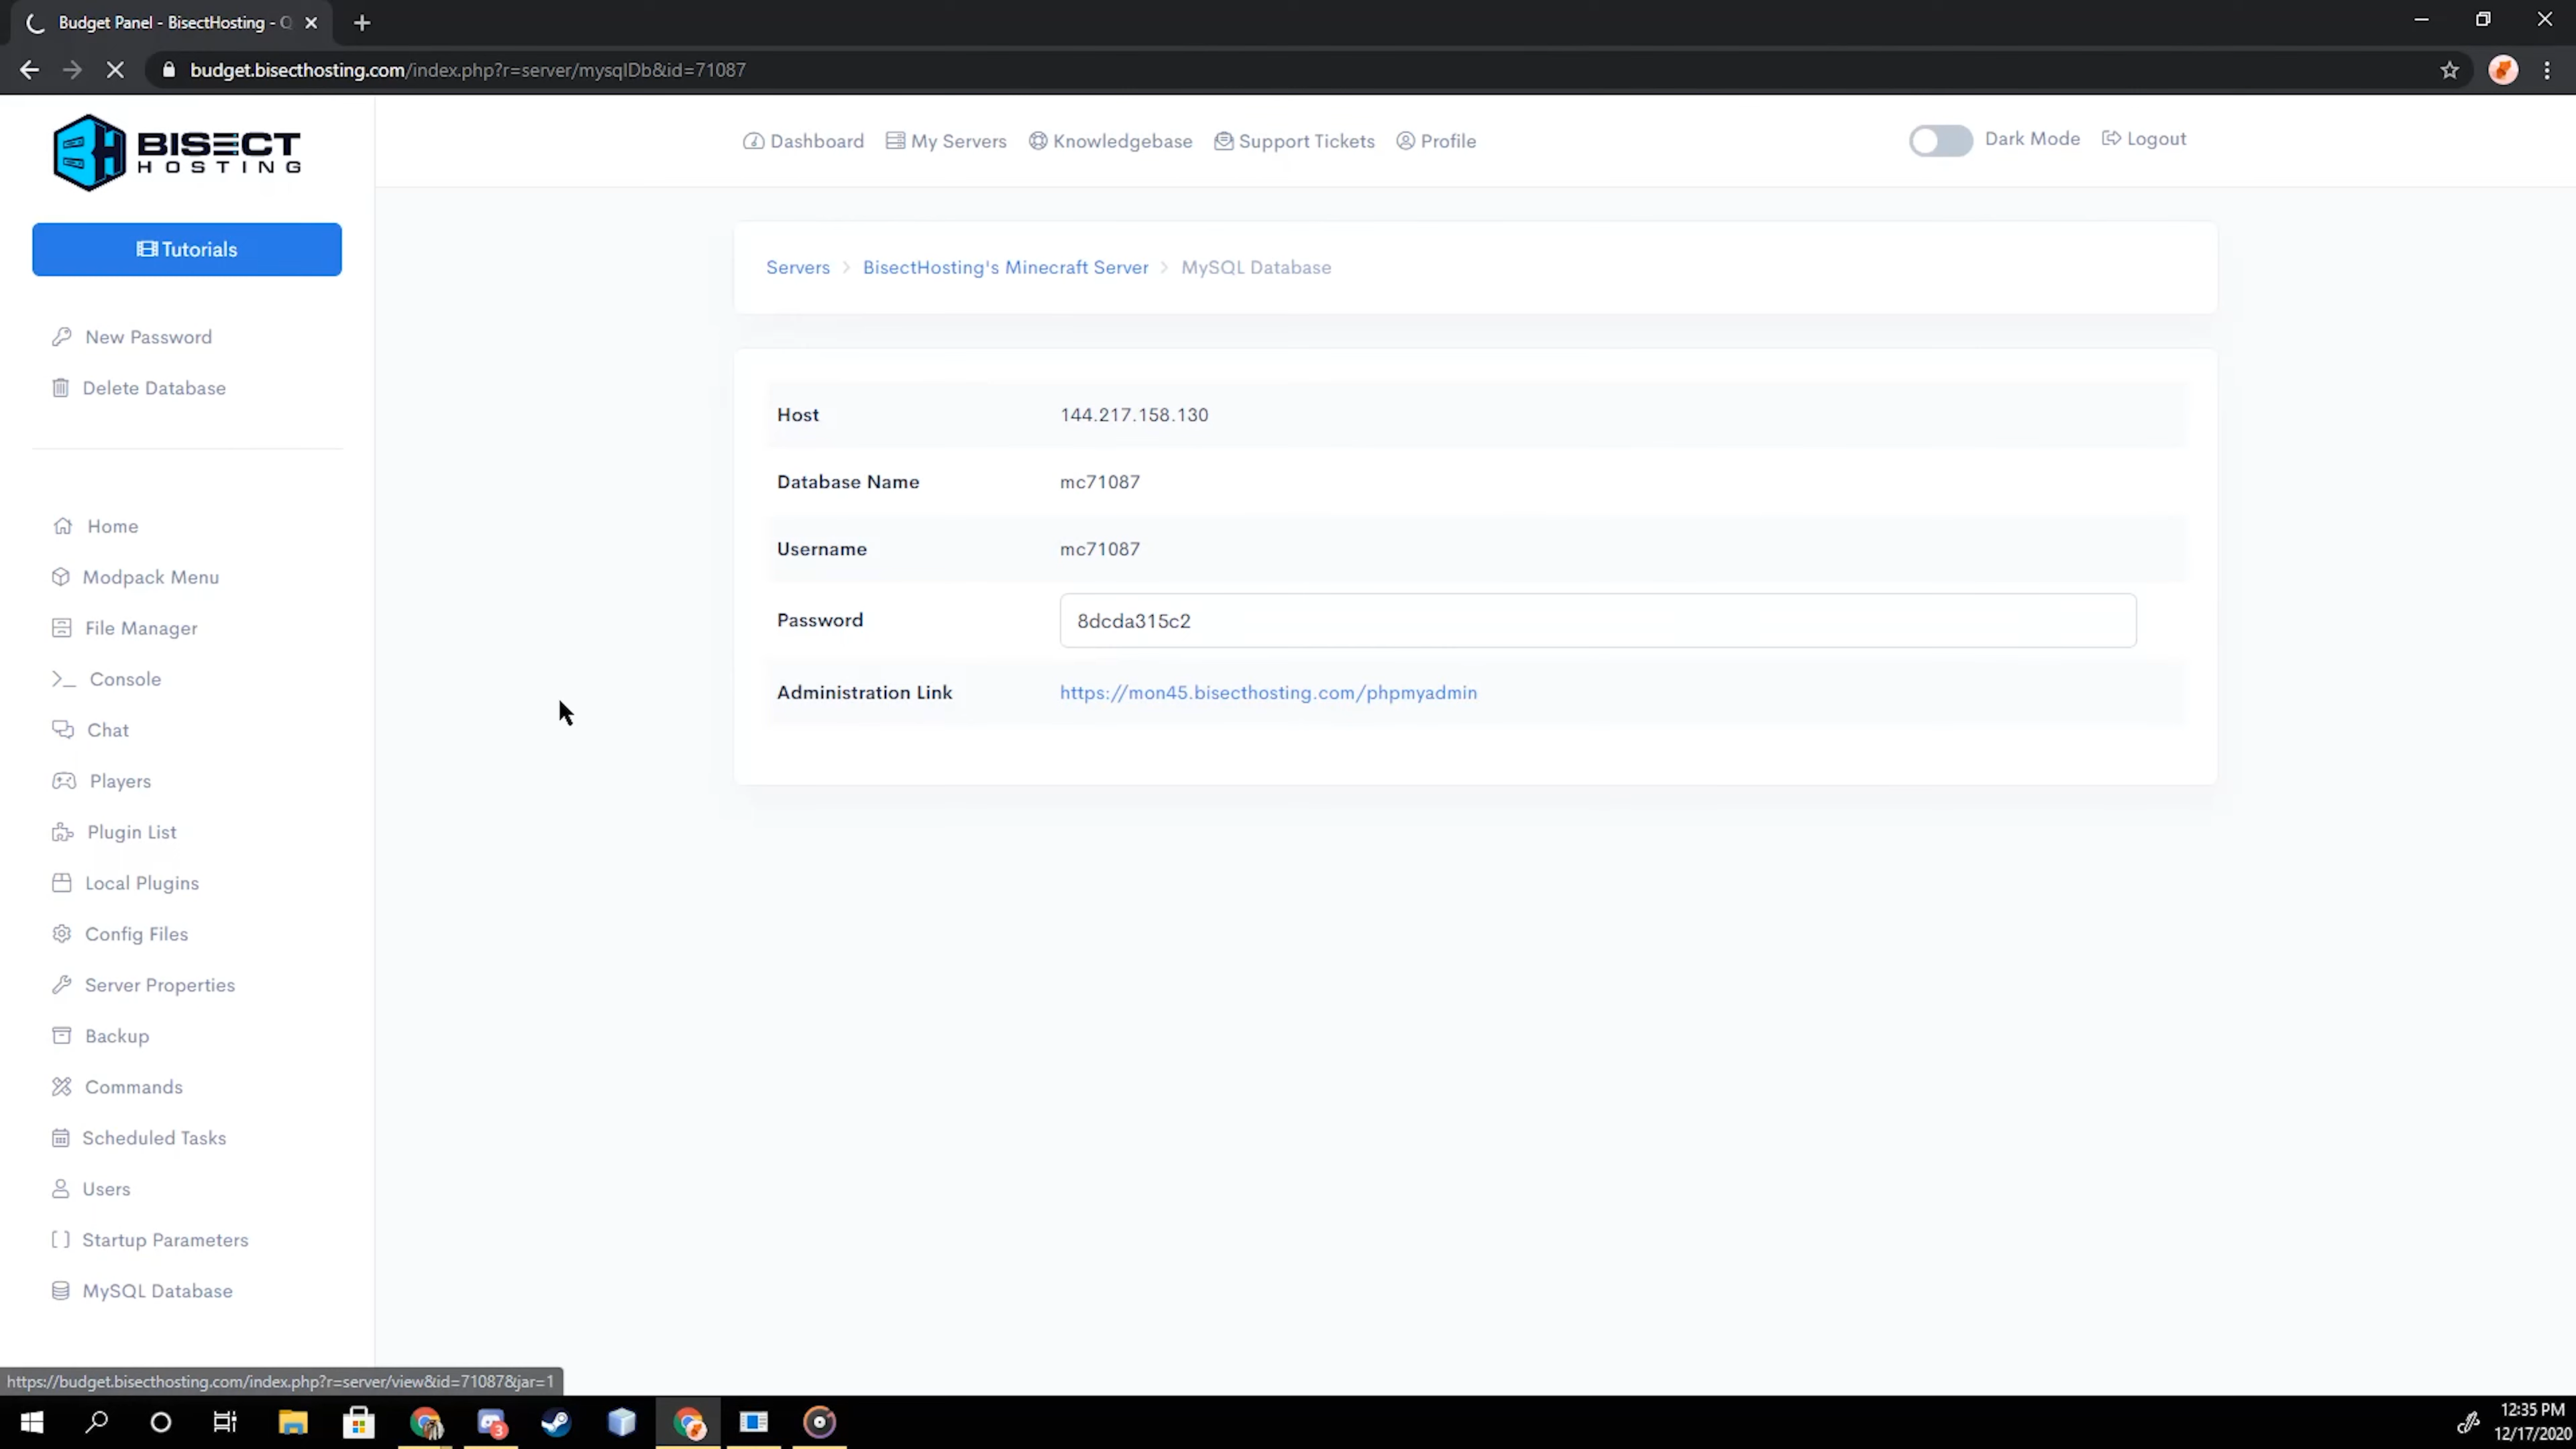 Budget Panel - BisectHosting - Q
budget.bisecthosting.com/index.php?r=server/mysqlDb&id=71087
BISECT
HOSTING
Dashboard My Servers Knowledgebase Support Tickets Profile
Dark Mode Logout
Tutorials
New Password
Delete Database
Home
Modpack Menu
File Manager
Console
Chat
Players
Plugin List
Local Plugins
Config Files
Server Properties
Backup
Commands
Scheduled Tasks
Users
Startup Parameters
MySQL Database
Servers > BisectHosting's Minecraft Server > MySQL Database
Host 144.217.158.130
Database Name mc71087
Username mc71087
Password 8dcda315c2
Administration Link https://mon45.bisecthosting.com/phpmyadmin
https://budget.bisecthosting.com/index.php?r=server/view&id=71087&jar=1
3
12:35 PM
12/17/2020